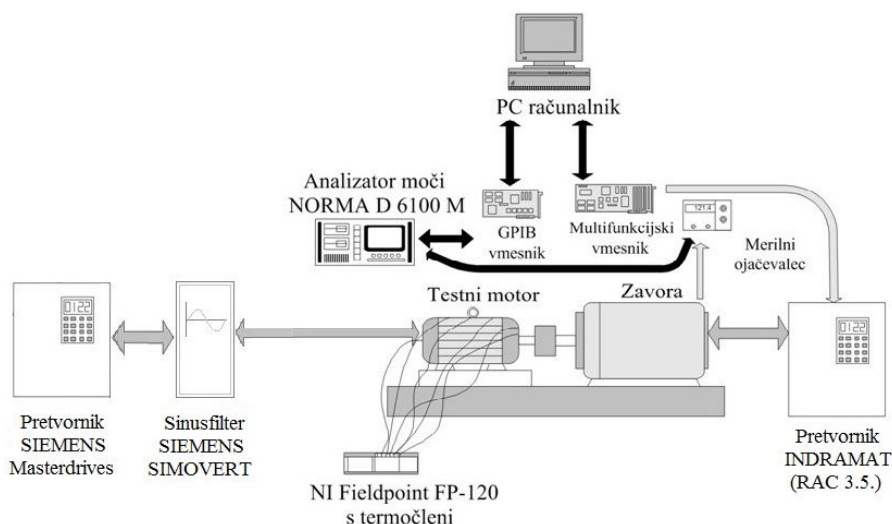 PC računalnik
Analizator moči
NORMA D 6100 M
GPIB
vmesnik
Multifunkcijski
vmesnik
121.4
Merilni
ojačevalec
Testni motor
Zavora
0122
0122
Pretvornik
SIEMENS
Masterdrives
Sinusfilter
SIEMENS
SIMOVERT
NI Fieldpoint FP-120
s termočleni
Pretvornik
INDRAMAT
(RAC 3.5.)